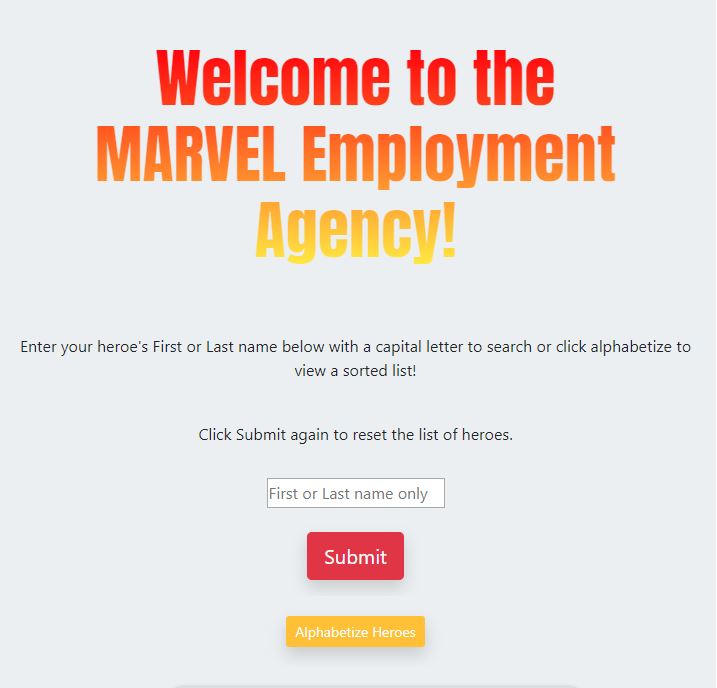 Welcome to the
MARVEL Employment
Agency!
Enter your heroe's First or Last name below with a capital letter to search or click alphabetize to
view a sorted list!
Click Submit again to reset the list of heroes.
First or Last name only
Submit
Alphabetize Heroes